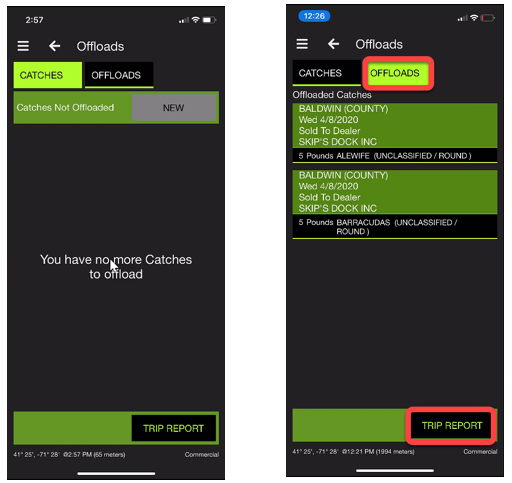 2:57
Offloads
CATCHES OFFLOADS
Catches Not Offloaded NEW
You have no more Catches
to offload
TRIP REPORT
41° 25', -71° 28' @2:57 PM (65 meters) Commercial
12:26
Offloads
CATCHES OFFLOADS
Offloaded Catches
BALDWIN (COUNTY)
Wed 4/8/2020
Sold To Dealer
SKIP'S DOCK INC
5 Pounds ALEWIFE (UNCLASSIFIED / ROUND )
BALDWIN (COUNTY)
Wed 4/8/2020
Sold To Dealer
SKIP'S DOCK INC
5 Pounds BARRACUDAS (UNCLASSIFIED /
ROUND )
TRIP REPORT
41° 25', -71° 28' @12:21 PM (1994 meters) Commercial